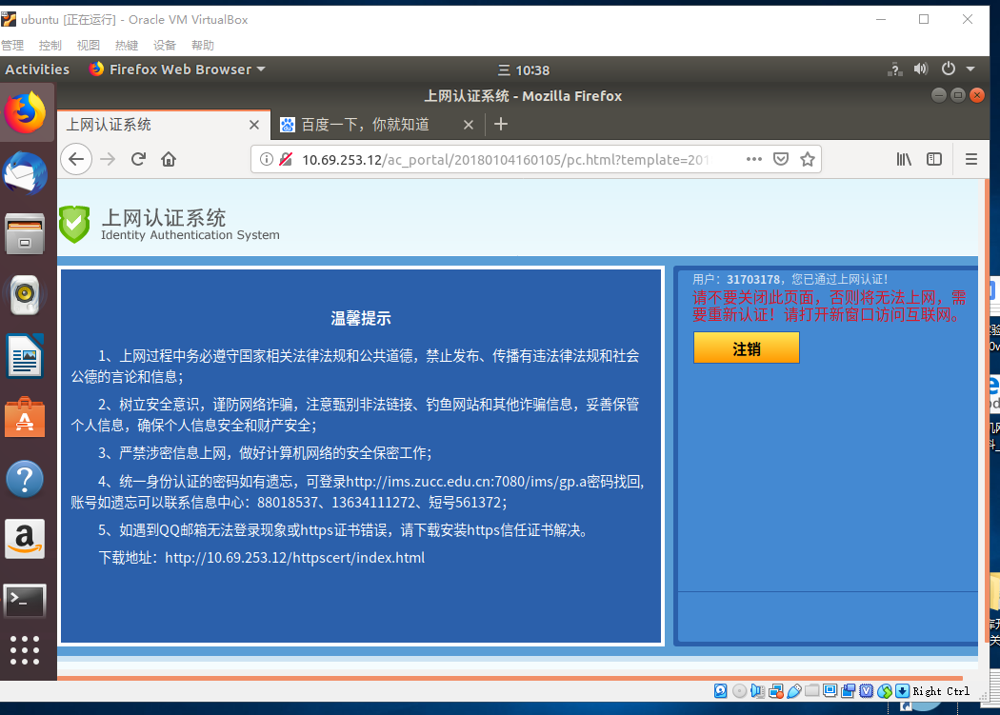 ubuntu [正在运行] - Oracle VM VirtualBox
管理 控制 视图 热键 设备 帮助
Activities Firefox Web Browser 三 10:38
上网认证系统 - Mozilla Firefox
上网认证系统 百度一下，你就知道
10.69.253.12/ac_portal/20180104160105/pc.html?template=201
上网认证系统
Identity Authentication System
温馨提示
1、上网过程中务必遵守国家相关法律法规和公共道德，禁止发布、传播有违法律法规和社会
公德的言论和信息；
2、树立安全意识，谨防网络诈骗，注意甄别非法链接、钓鱼网站和其他诈骗信息，妥善保管
个人信息，确保个人信息安全和财产安全；
3、严禁涉密信息上网，做好计算机网络的安全保密工作；
4、统一身份认证的密码如有遗忘，可登录http://ims.zucc.edu.cn:7080/ims/gp.a密码找回,
账号如遗忘可以联系信息中心：88018537、13634111272、短号561372；
5、如遇到QQ邮箱无法登录现象或https证书错误，请下载安装https信任证书解决。
下载地址：http://10.69.253.12/httpscert/index.html
用户：31703178，您已通过上网认证！
请不要关闭此页面，否则将无法上网，需
要重新认证！请打开新窗口访问互联网。
注销
Right Ctrl